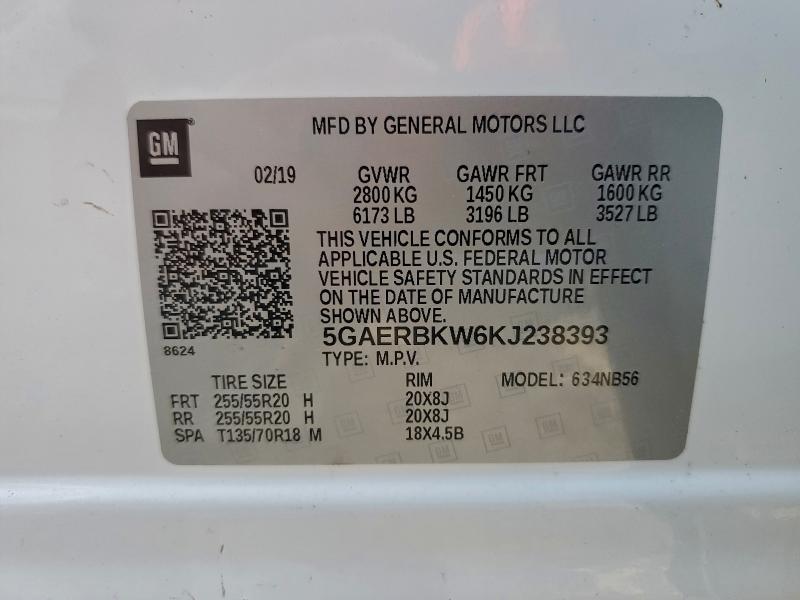 GM
MFD BY GENERAL MOTORS LLC
02/19 GVWR GAWR FRT GAWR RR
2800 KG 1450 KG 1600 KG
6173 LB 3196 LB 3527 LB
THIS VEHICLE CONFORMS TO ALL
APPLICABLE U.S. FEDERAL MOTOR
VEHICLE SAFETY STANDARDS IN EFFECT
ON THE DATE OF MANUFACTURE
SHOWN ABOVE.
8624
5GAERBKW6KJ238393
TYPE: M.P.V.
TIRE SIZE RIM MODEL: 634NB56
FRT 255/55R20 H 20X8J
RR 255/55R20 H 20X8J
SPA T135/70R18 M 18X4.5B